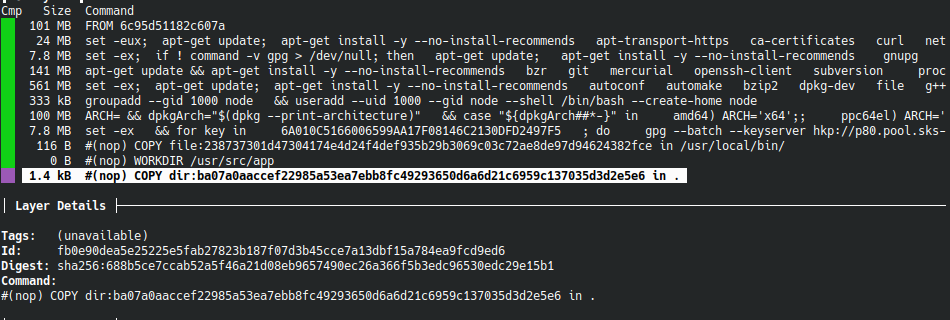 Cmp   Size  Command
    101 MB  FROM 6c95d51182c607a
     24 MB  set -eux;  apt-get update;  apt-get install -y --no-install-recommends   apt-transport-https   ca-certificates   curl   net
    7.8 MB  set -ex;  if ! command -v gpg > /dev/null; then   apt-get update;   apt-get install -y --no-install-recommends    gnupg
    141 MB  apt-get update && apt-get install -y --no-install-recommends   bzr   git   mercurial   openssh-client   subversion     proc
    561 MB  set -ex;  apt-get update;  apt-get install -y --no-install-recommends   autoconf   automake   bzip2   dpkg-dev   file   g++
    333 kB  groupadd --gid 1000 node   && useradd --uid 1000 --gid node --shell /bin/bash --create-home node
    100 MB  ARCH= && dpkgArch="$(dpkg --print-architecture)"   && case "${dpkgArch##*-}" in     amd64) ARCH='x64';;     ppc64el) ARCH='
    7.8 MB  set -ex   && for key in     6A010C5166006599AA17F08146C2130DFD2497F5   ; do     gpg --batch --keyserver hkp://p80.pool.sks-
     116 B  #(nop) COPY file:238737301d47304174e4d24f4def935b29b3069c03c72ae8de97d94624382fce in /usr/local/bin/
       0 B  #(nop) WORKDIR /usr/src/app
    1.4 kB  #(nop) COPY dir:ba07a0aaccef22985a53ea7ebb8fc49293650d6a6d21c6959c137035d3d2e5e6 in .
│ Layer Details ├
Tags:   (unavailable)
Id:     fb0e90dea5e25225e5fab27823b187f07d3b45cce7a13dbf15a784ea9fcd9ed6
Digest: sha256:688b5ce7ccab52a5f46a21d08eb9657490ec26a366f5b3edc96530edc29e15b1
Command:
#(nop) COPY dir:ba07a0aaccef22985a53ea7ebb8fc49293650d6a6d21c6959c137035d3d2e5e6 in .